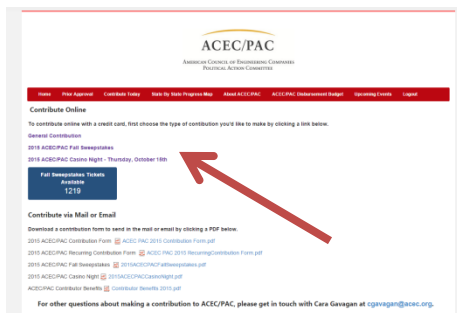 ACEC/PAC
AMERICAN COUNCIL OF ENGINEERING COMPANIES
POLITICAL ACTION COMMITTEE
Home Prior Approval Contribute Today State By State Progress Map About ACEC/PAC ACEC/PAC Disbursement Budget Upcoming Events Logout
Contribute Online
To contribute online with a credit card, first choose the type of contibution you'd like to make by clicking a link below.
General Contribution
2015 ACEC/PAC Fall Sweepstakes
2015 ACEC/PAC Casino Night - Thursday, October 15th
Fall Sweepstakes Tickets
Available
1219
Contribute via Mail or Email
Download a contribution form to send in the mail or email by clicking a PDF below.
2015 ACEC/PAC Contribution Form ACEC PAC 2015 Contribution Form.pdf
2015 ACEC/PAC Recurring Contribution Form ACEC PAC 2015 RecurringContribution Form.pdf
2015 ACEC/PAC Fall Sweepstakes 2015ACECPACFallSweepstakes.pdf
2015 ACEC/PAC Casino Night 2015ACECPACCasinoNight.pdf
ACEC/PAC Contributor Benefits Contributor Benefits 2015.pdf
For other questions about making a contribution to ACEC/PAC, please get in touch with Cara Gavagan at cgavagan@acec.org.